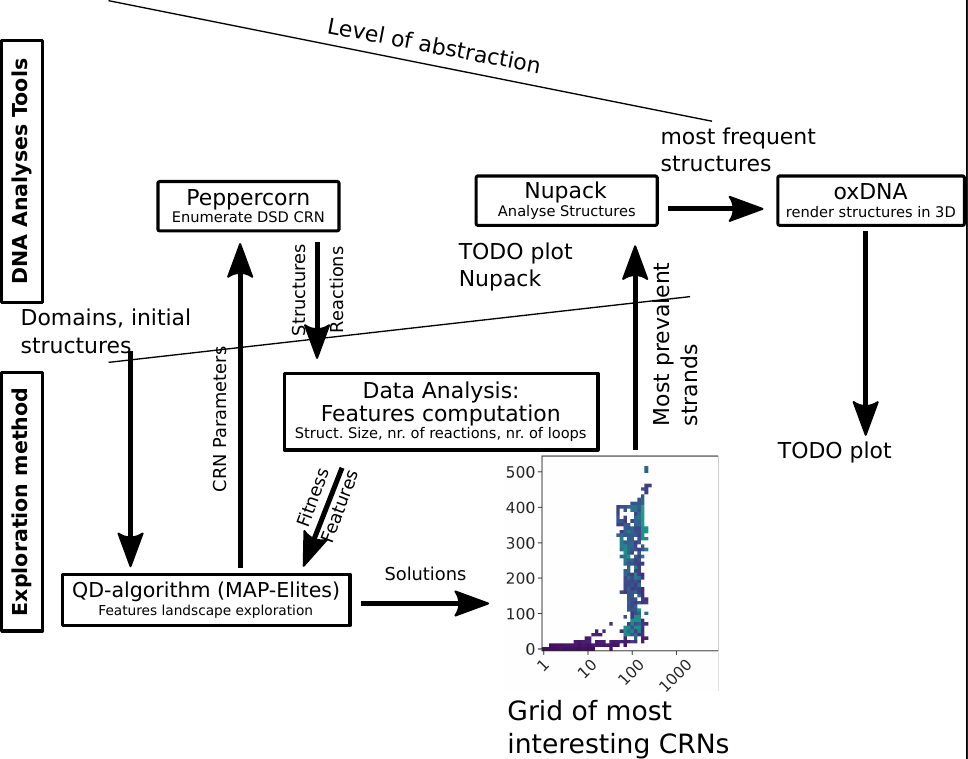 Level of abstraction
DNA Analyses Tools
most frequent
structures
Peppercorn
Enumerate DSD CRN
Nupack
Analyse Structures
oxDNA
render structures in 3D
Structures
Reactions
TODO plot
Nupack
Most prevalent
strands
Domains, initial
structures
CRN Parameters
Exploration method
Data Analysis:
Features computation
Struct. Size, nr. of reactions, nr. of loops
TODO plot
Fitness
Features
QD-algorithm (MAP-Elites)
Features landscape exploration
Solutions
500
400
300
200
100
0
1
10
100
1000
Grid of most
interesting CRNs